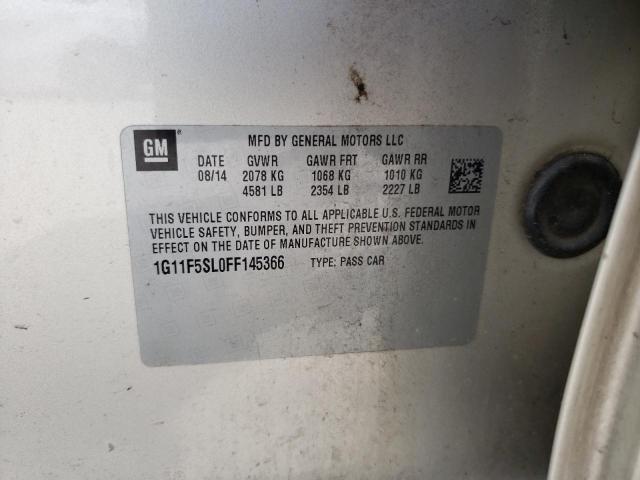 GM
MFD BY GENERAL MOTORS LLC
DATE GVWR GAWR FRT GAWR RR
08/14 2078 KG 1068 KG 1010 KG
4581 LB 2354 LB 2227 LB
THIS VEHICLE CONFORMS TO ALL APPLICABLE U.S. FEDERAL MOTOR
VEHICLE SAFETY, BUMPER, AND THEFT PREVENTION STANDARDS IN
EFFECT ON THE DATE OF MANUFACTURE SHOWN ABOVE.
1G11F5SL0FF145366 TYPE: PASS CAR